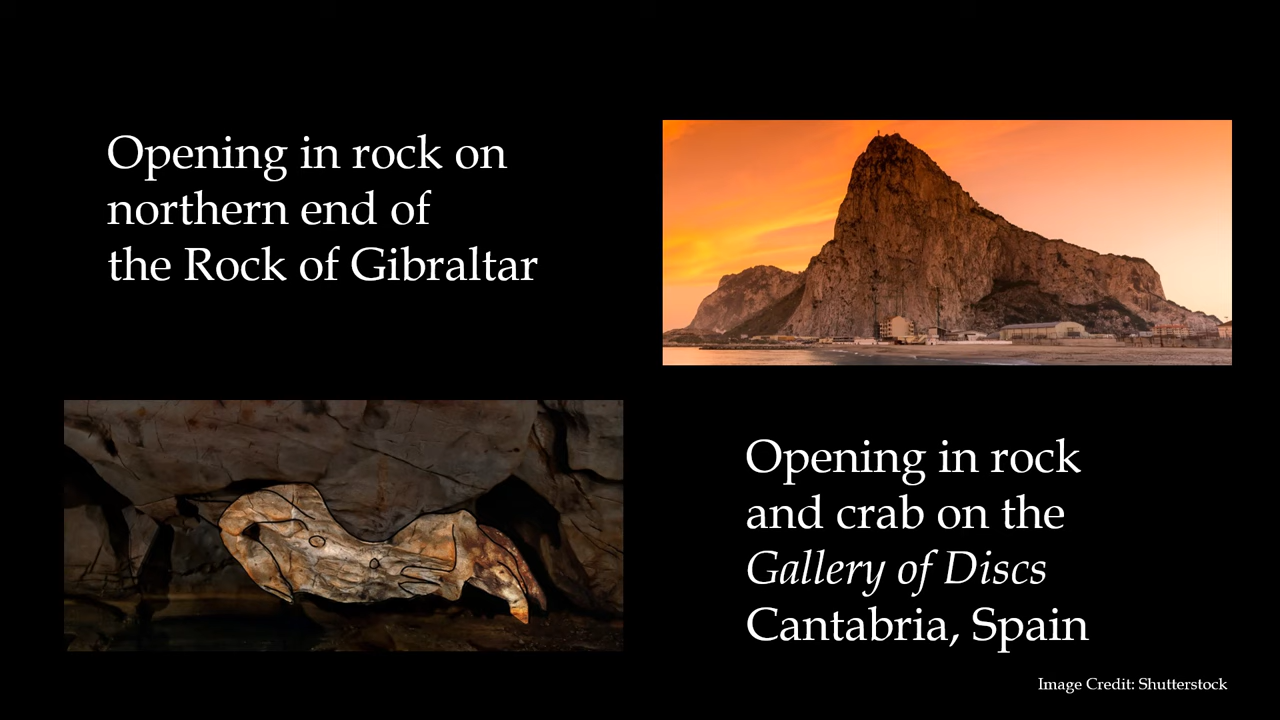 Opening in rock on
northern end of
the Rock of Gibraltar
Opening in rock
and crab on the
Gallery of Discs
Cantabria, Spain
Image Credit: Shutterstock